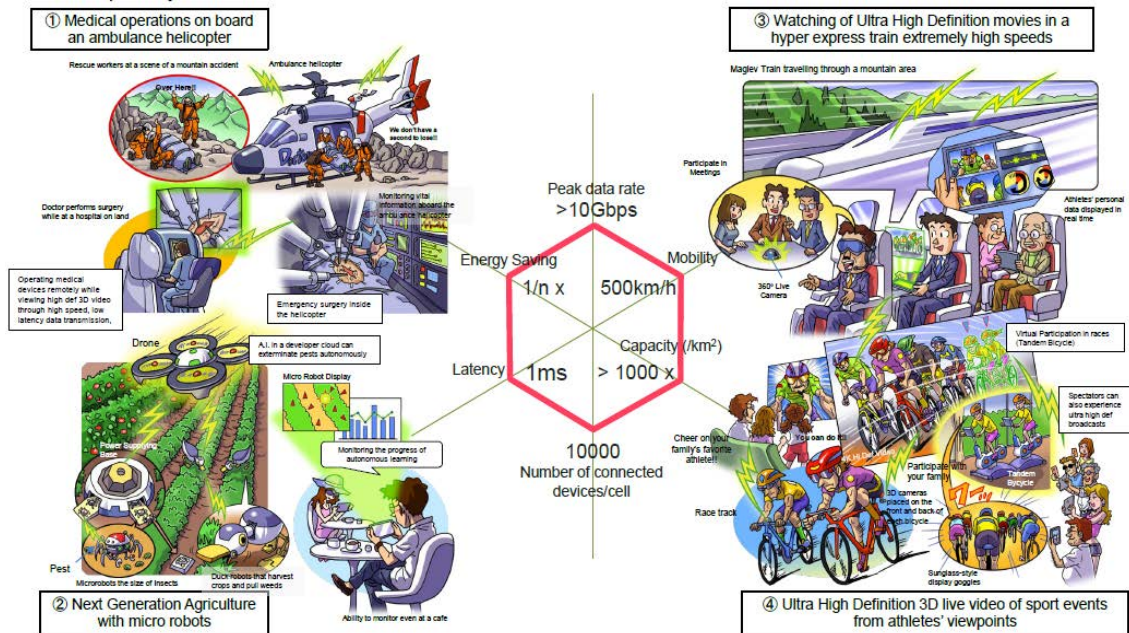 ① Medical operations on board
an ambulance helicopter
Rescue workers at a scene of a mountain accident
Ambulance helicopter
Over Here!!
We don't have a
second to lose!!
Doctor performs surgery
while at a hospital on land
Monitoring vital
information aboard the
ambulance helicopter
Operating medical
devices remotely while
viewing high def 3D video
through high speed, low
latency data transmission,
Emergency surgery inside
the helicopter
Drone
A.I. in a developer cloud can
exterminate pests autonomously
Micro Robot Display
Power Supplying
Base
Monitoring the progress of
autonomous learning
Pest
Microrobots the size of Insects
Duck robots that harvest
crops and pull weeds
Ability to monitor even at a cafe
② Next Generation Agriculture
with micro robots
Peak data rate
>10Gbps
Energy Saving
1/n x
Mobility
500km/h
Latency
1ms
Capacity (/km²)
> 1000 x
10000
Number of connected
devices/cell
③ Watching of Ultra High Definition movies in a
hyper express train extremely high speeds
Maglev Train travelling through a mountain area
Participate in
Meetings
Athletes' personal
data displayed in
real time
360º Live
Camera
Virtual Participation in races
(Tandem Bicycle)
Spectators can
also experience
ultra high def
broadcasts
You can do it!!
Cheer on your
family's favorite
athlete!!
Participate with
your family
Tandem
Bycycle
Race track
3D cameras
placed on the
front and back of
each bicycle
Sunglass-style
display goggles
④ Ultra High Definition 3D live video of sport events
from athletes' viewpoints